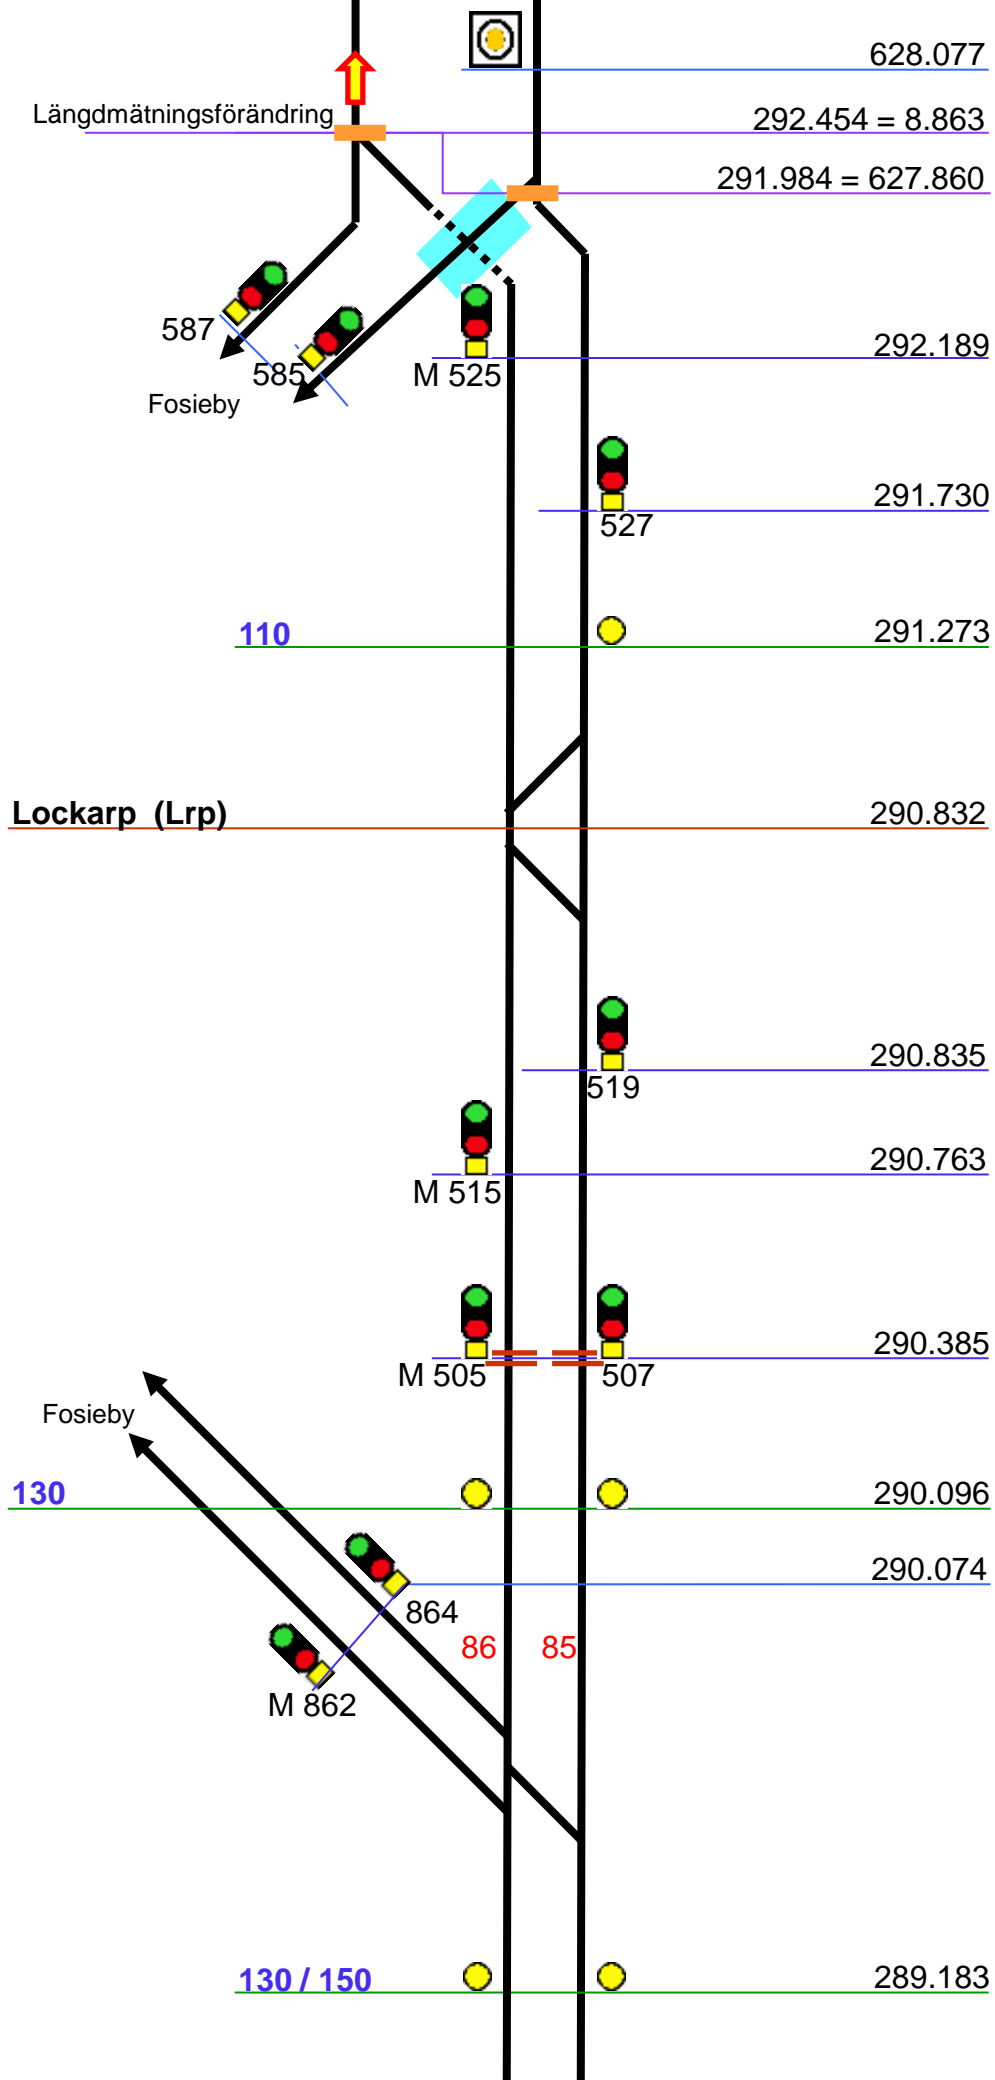 628.077
Längdmätningsförändring
292.454 = 8.863
291.984 = 627.860
587
585
M 525
292.189
Fosieby
291.730
527
110
291.273
Lockarp (Lrp)
290.832
290.835
519
290.763
M 515
290.385
M 505
507
Fosieby
130
290.096
290.074
864
86
85
M 862
130 / 150
289.183